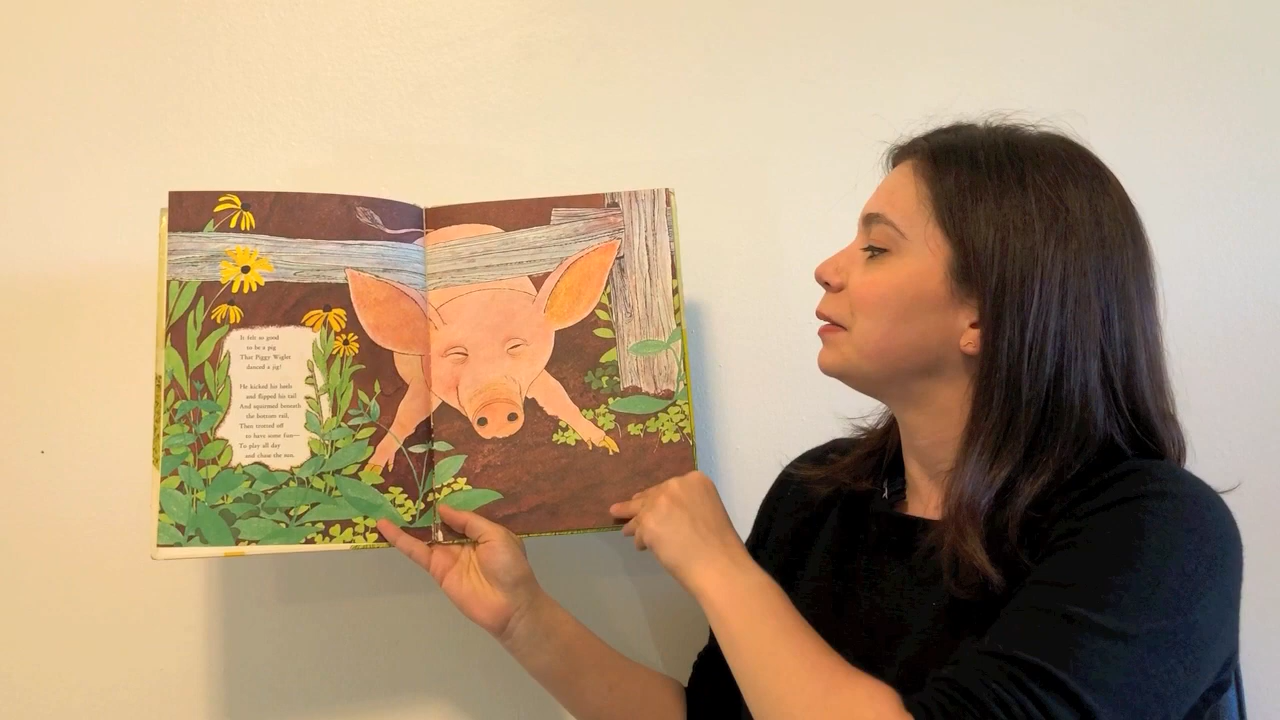 It felt so good
to be a pig
That Piggy Wiglet
danced a jig!
He kicked his heels
and flipped his tail
And squirmed beneath
the bottom rail,
Then trotted off
to have some fun—
To play all day
and chase the sun.